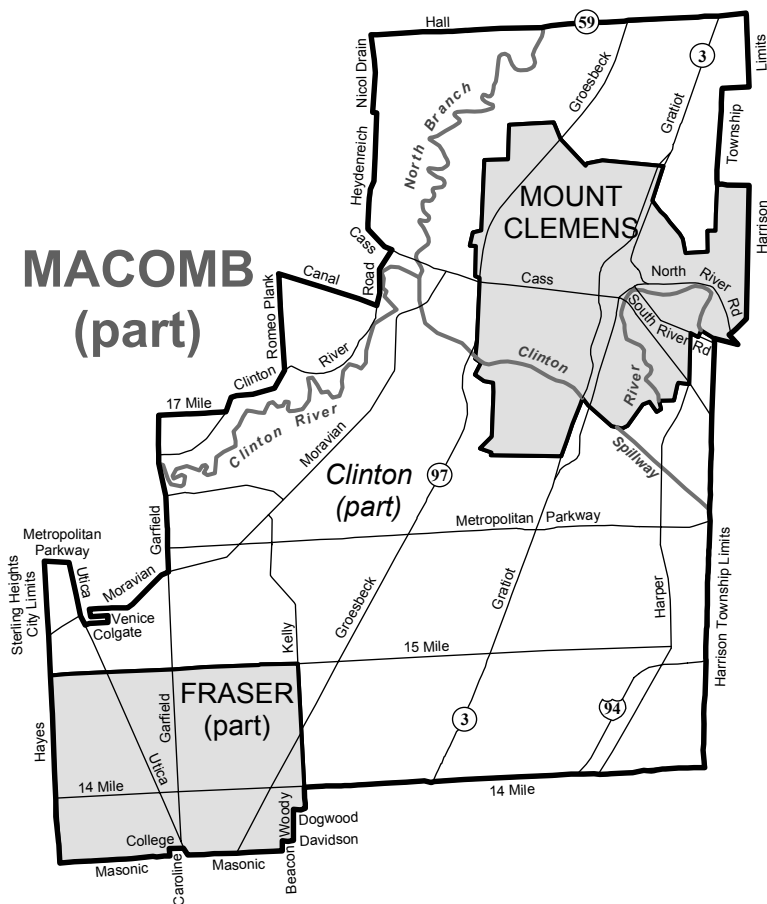 Hall
59
3
Limits
Nicol Drain
North Branch
Groesbeck
Gratiot
Township
Heydenreich
MOUNT
CLEMENS
Harrison
Cass
MACOMB
(part)
Canal
Road
Cass
North
River
Rd
Romeo Plank
South River Rd
River
Clinton
Clinton
River
17 Mile
Clinton River
Moravian
Spillway
Clinton
(part)
97
Metropolitan Parkway
Garfield
Metropolitan
Parkway
Utica
Moravian
Sterling Heights
City Limits
Venice
Colgate
Groesbeck
Gratiot
Harper
Harrison Township Limits
Kelly
15 Mile
FRASER
(part)
Garfield
Hayes
Utica
3
94
14 Mile
14 Mile
Woody
Dogwood
College
Davidson
Masonic
Caroline
Masonic
Beacon